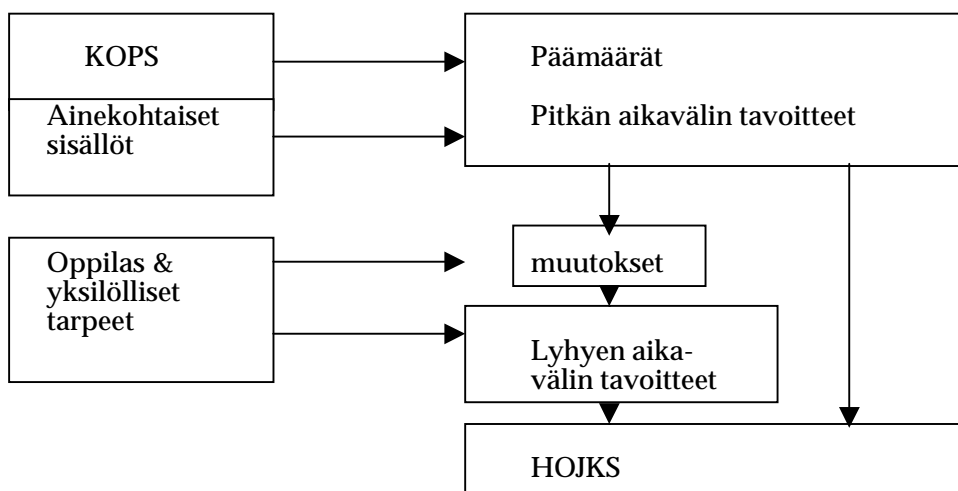 KOPS
Ainekohtaiset
sisällöt
Päämäärät
Pitkän aikavälin tavoitteet
Oppilas &
yksilölliset
tarpeet
muutokset
Lyhyen aika-
välin tavoitteet
HOJKS